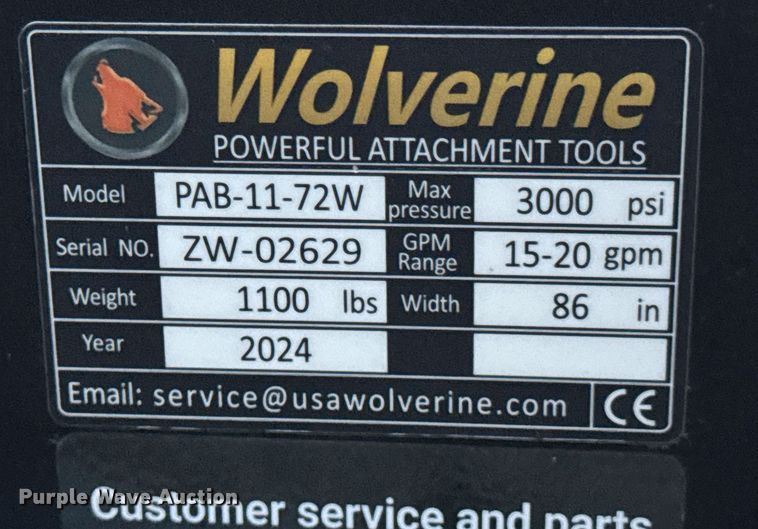 Wolverine
POWERFUL ATTACHMENT TOOLS
Model PAB-11-72W Max pressure 3000 psi
Serial NO. ZW-02629 GPM Range 15-20 gpm
Weight 1100 lbs Width 86 in
Year 2024
Email: service@usawolverine.com CE
Customer service and parts
Purple Wave Auction